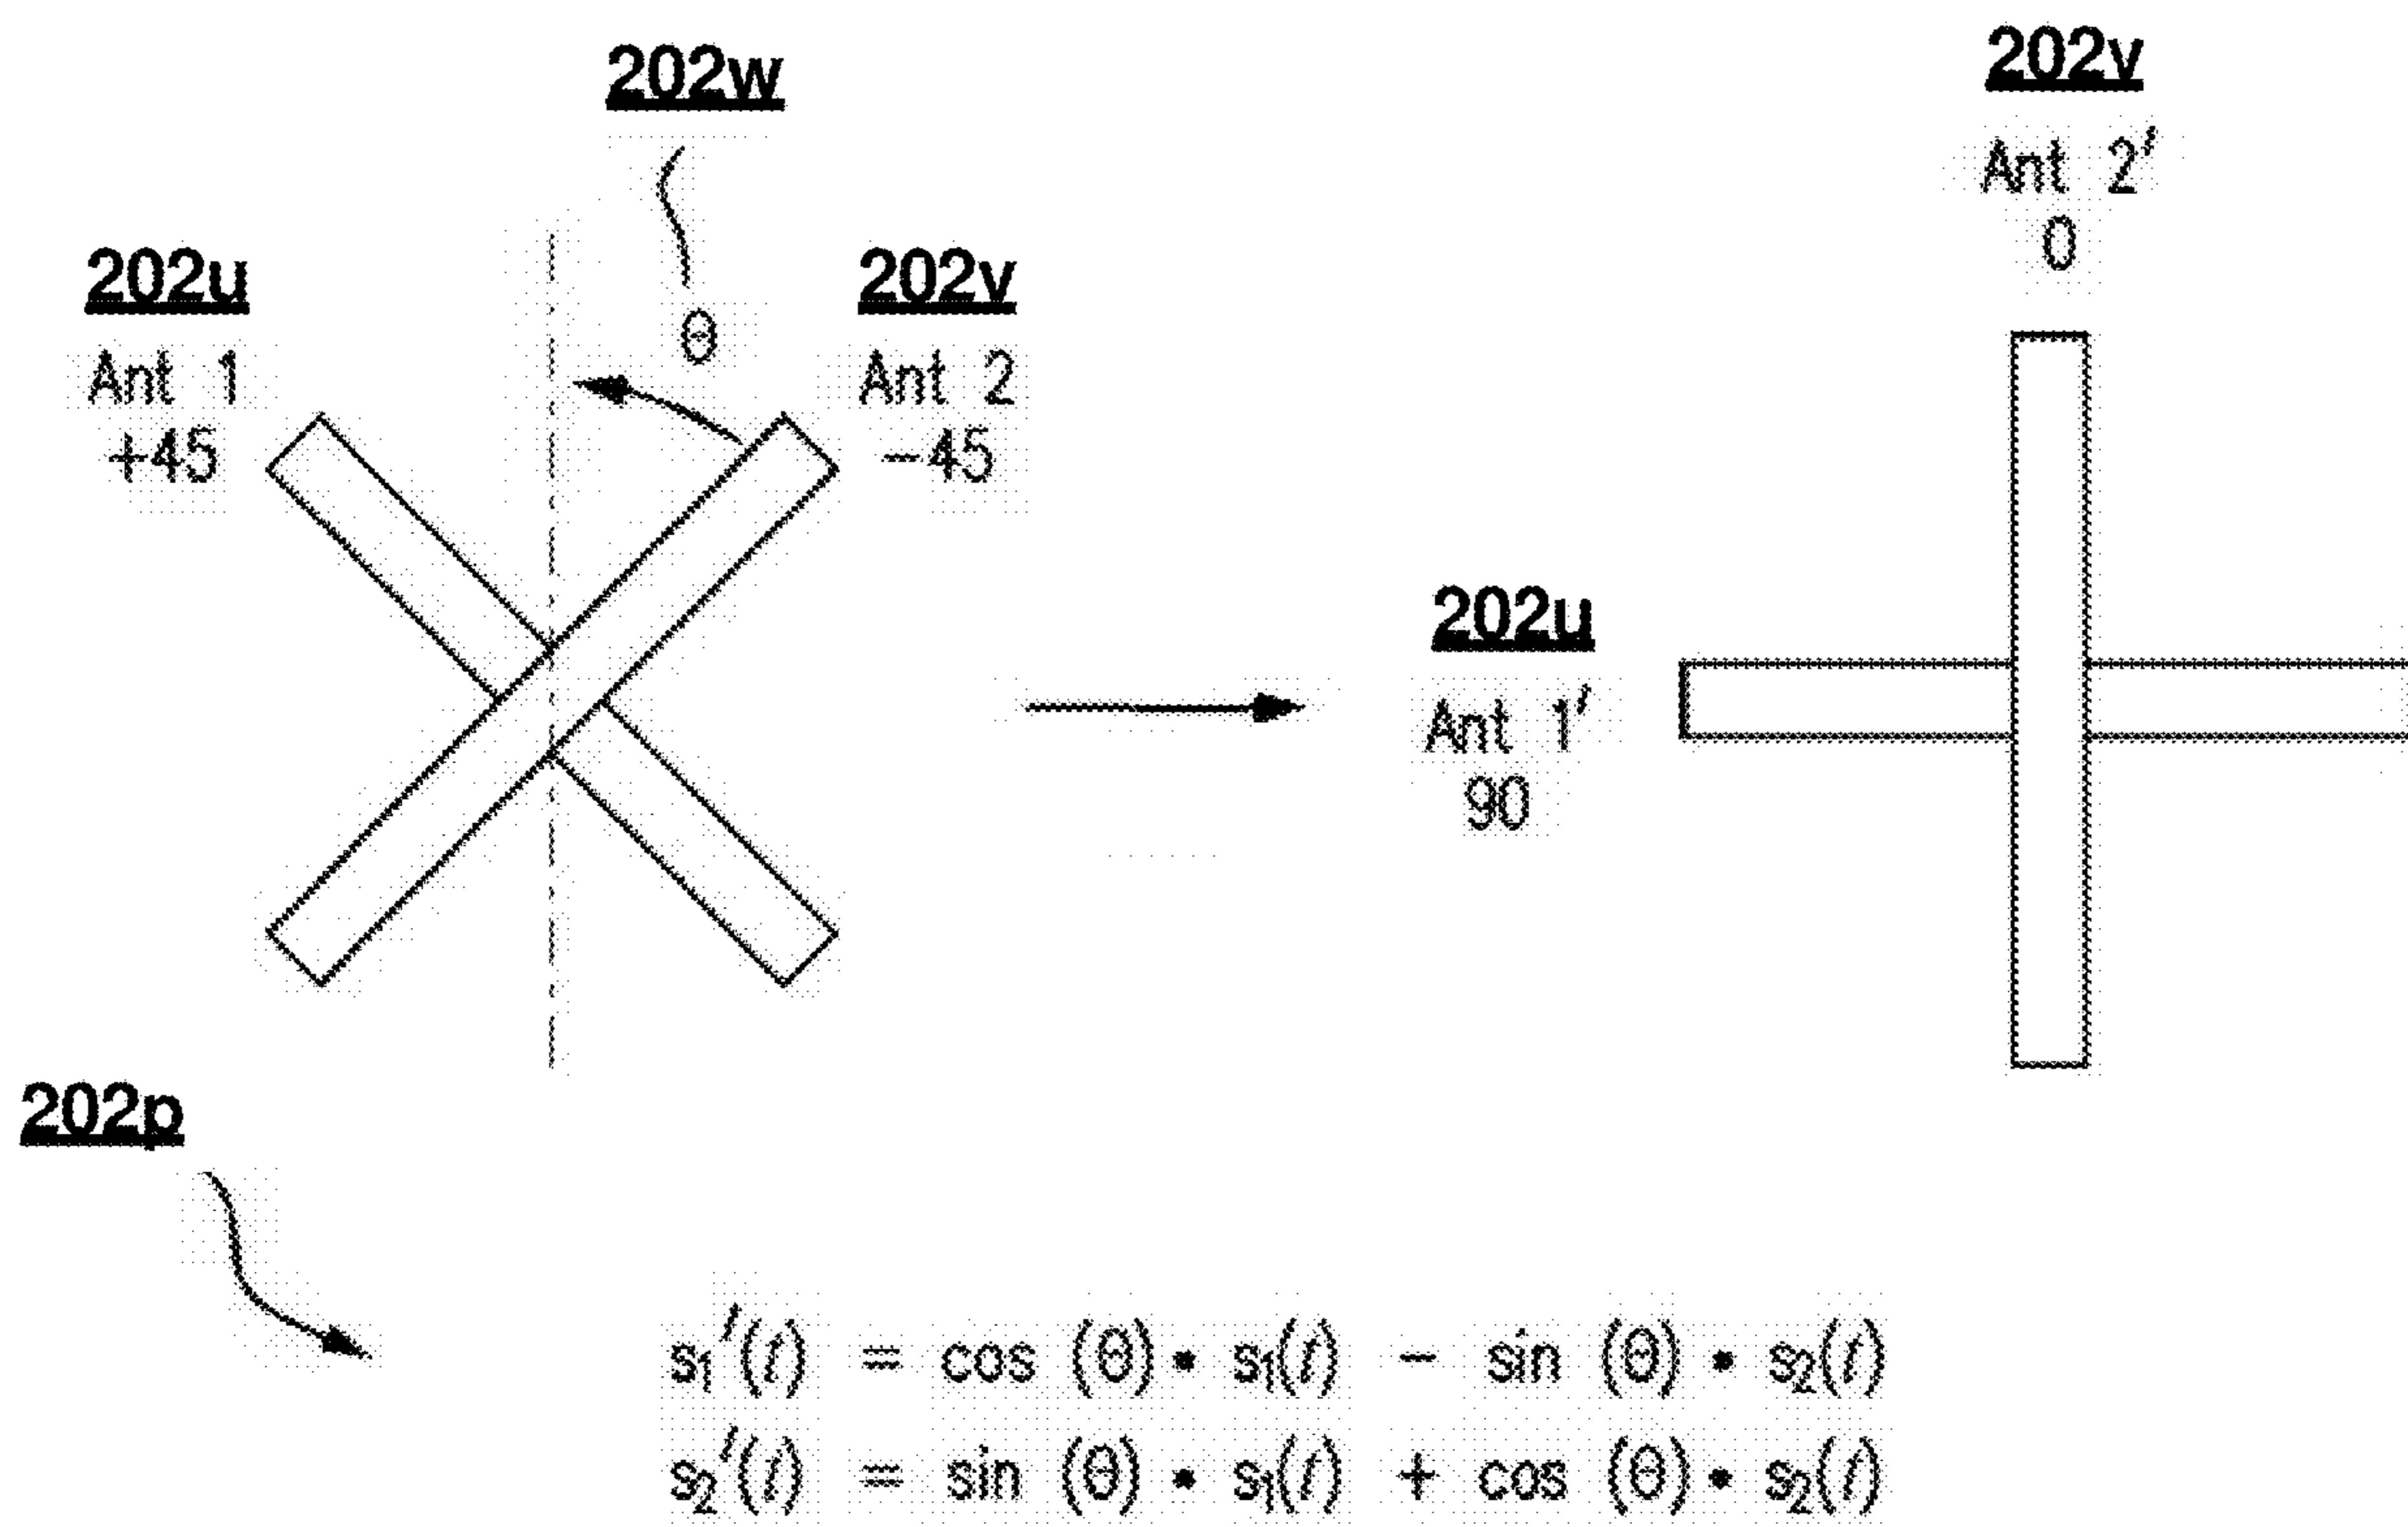 202w
202v
Ant 2′
0
202u
Ant 1
+45
θ
202v
Ant 2
−45
202u
Ant 1′
90
202p
s₁′(t) = cos (θ) • s₁(t) − sin (θ) • s₂(t)
s₂′(t) = sin (θ) • s₁(t) + cos (θ) • s₂(t)